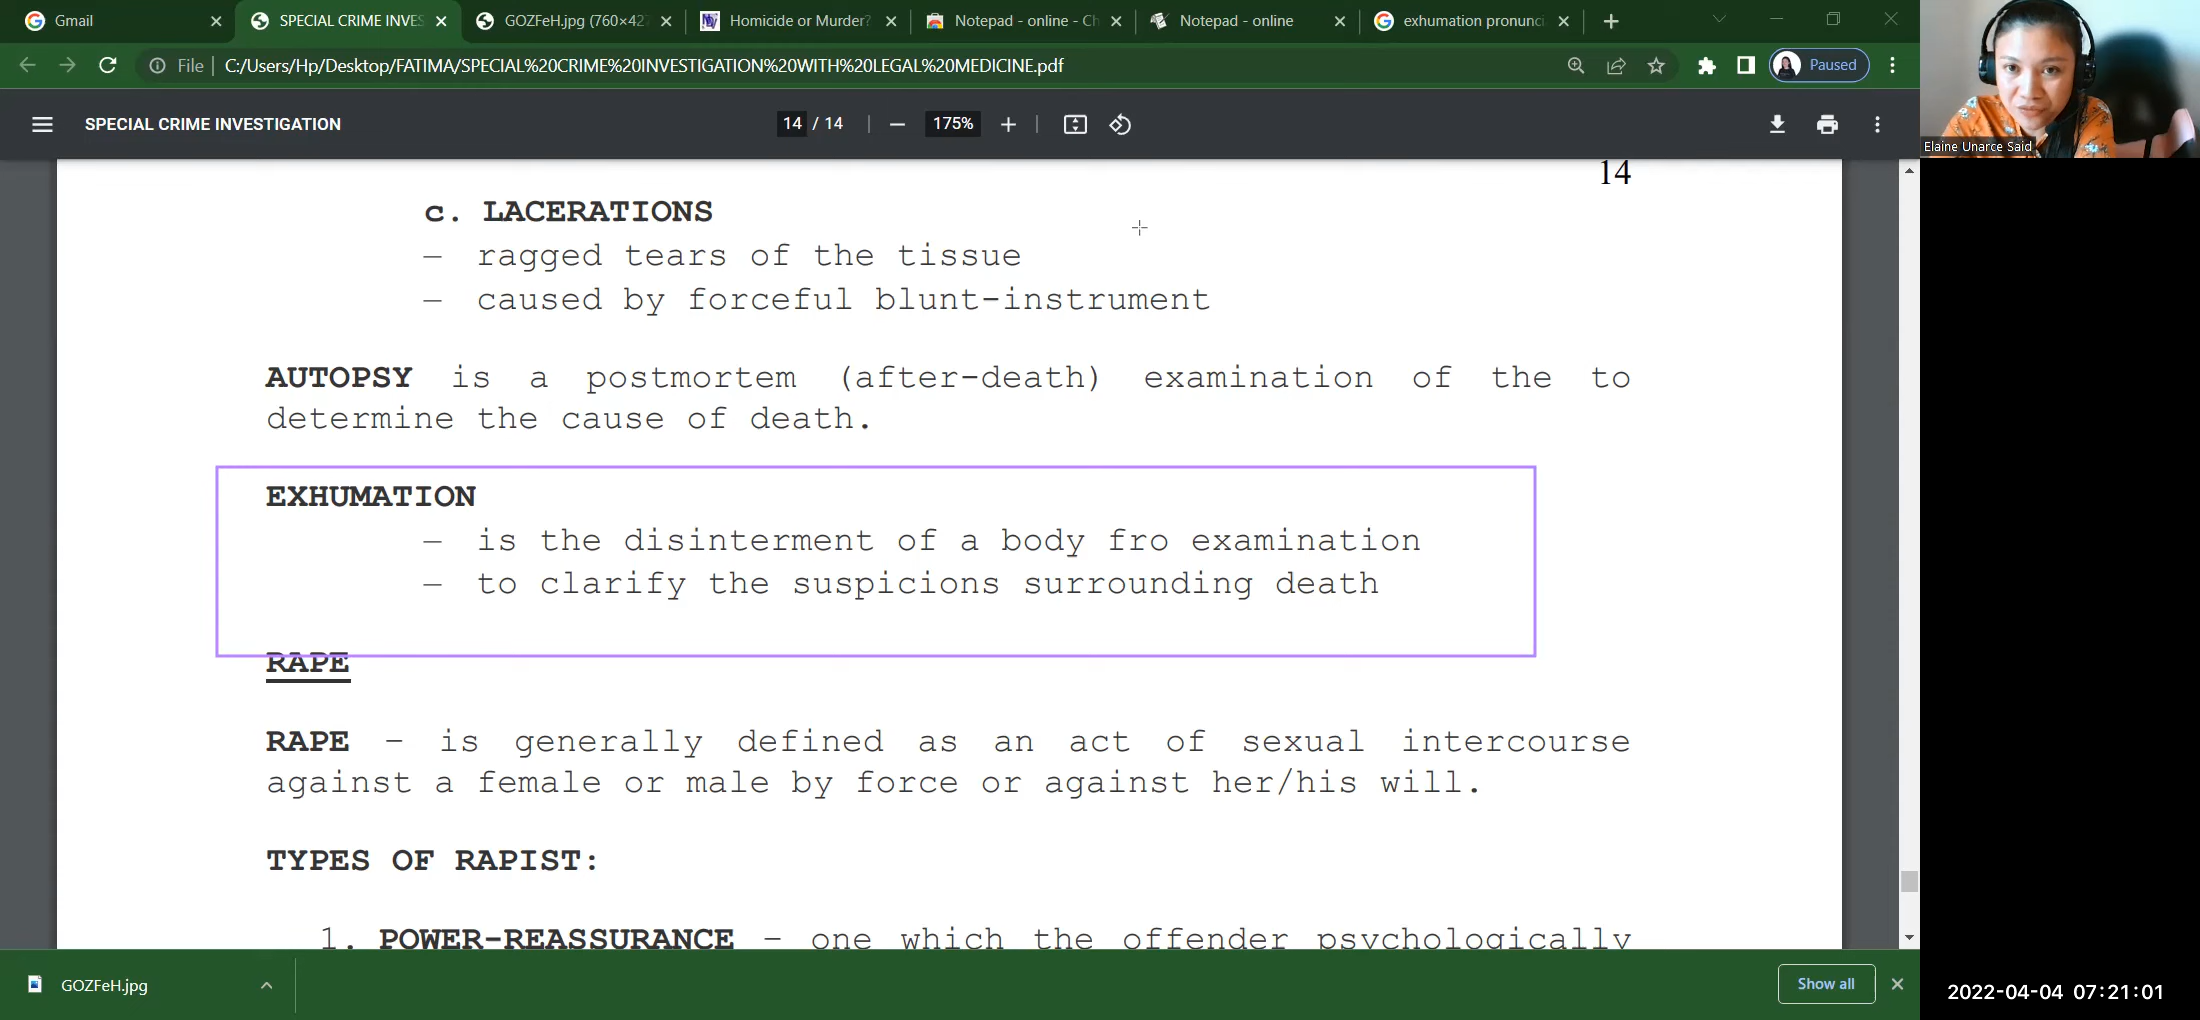 Gmail
SPECIAL CRIME INVES
GOZFeH.jpg (760×427
Homicide or Murder?
Notepad - online - Ch
Notepad - online
exhumation pronunci
File
C:/Users/Hp/Desktop/FATIMA/SPECIAL%20CRIME%20INVESTIGATION%20WITH%20LEGAL%20MEDICINE.pdf
Paused
SPECIAL CRIME INVESTIGATION
14 / 14
175%
Elaine Unarce Said
14
c. LACERATIONS
– ragged tears of the tissue
– caused by forceful blunt-instrument
AUTOPSY is a postmortem (after-death) examination of the to
determine the cause of death.
EXHUMATION
– is the disinterment of a body fro examination
– to clarify the suspicions surrounding death
RAPE
RAPE – is generally defined as an act of sexual intercourse
against a female or male by force or against her/his will.
TYPES OF RAPIST:
1. POWER-REASSURANCE – one which the offender psychologically
GOZFeH.jpg
Show all
2022-04-04 07:21:01